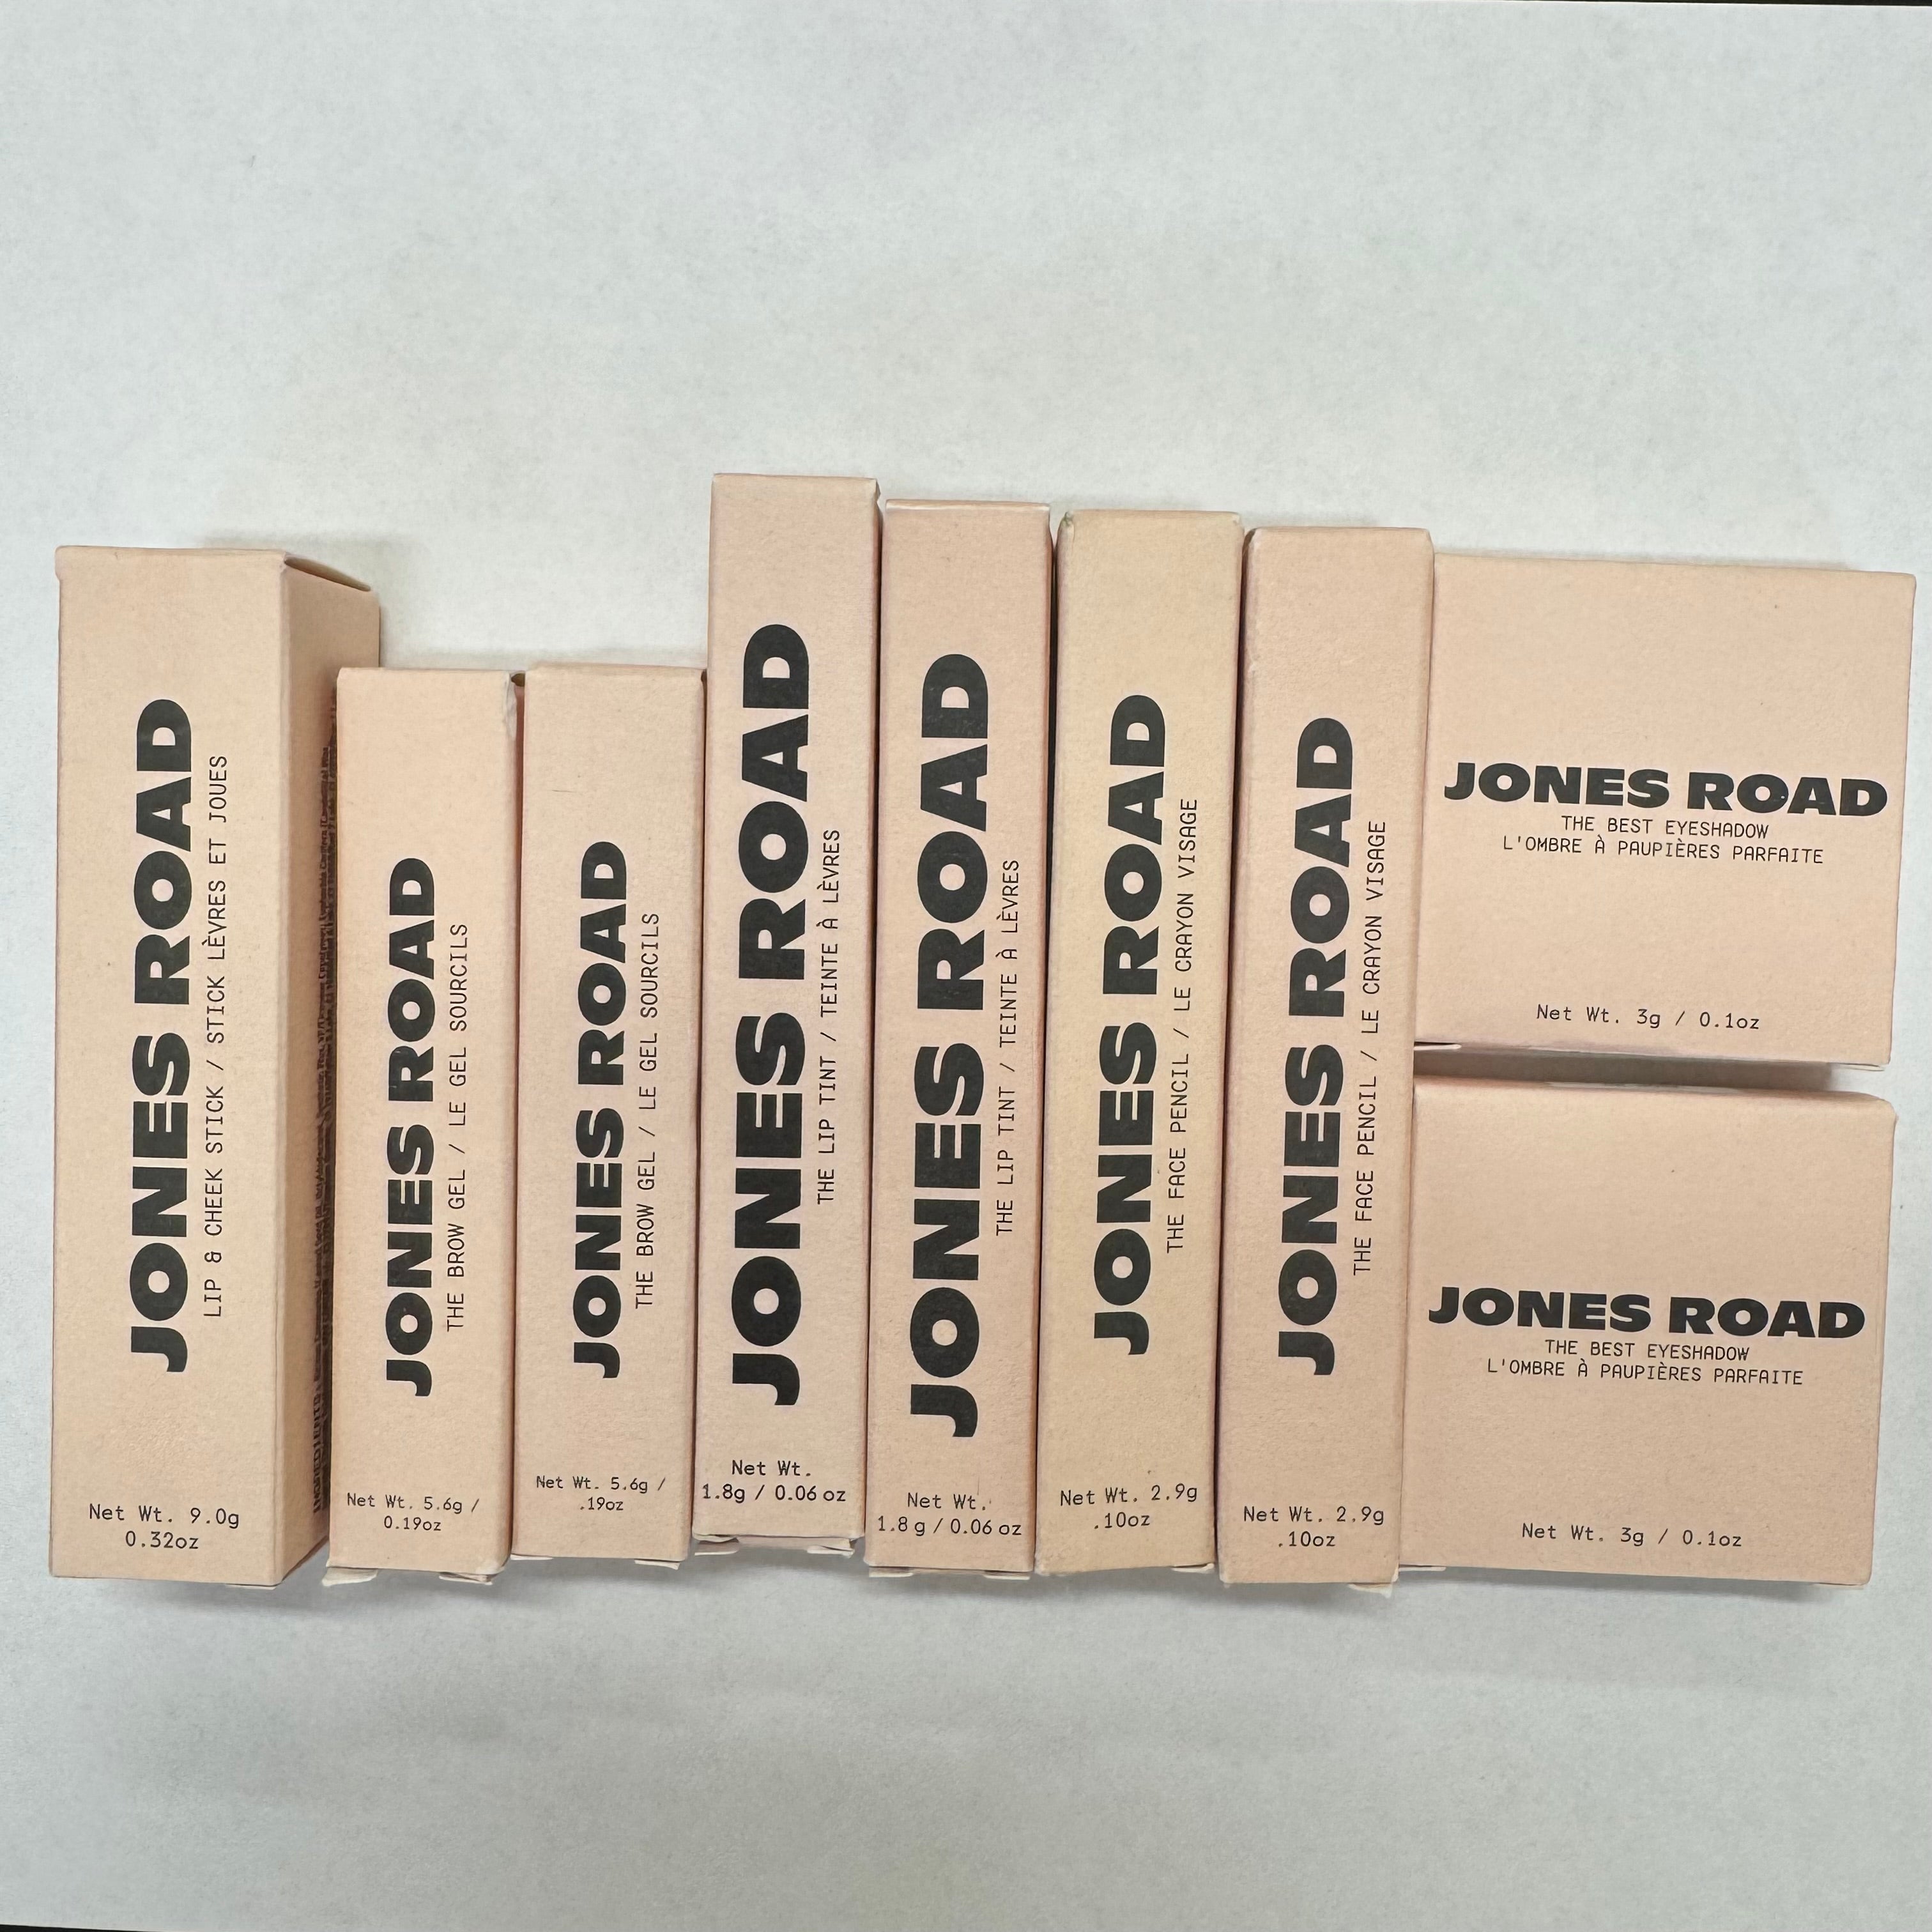 JONES ROAD
LIP & CHEEK STICK / STICK LÈVRES ET JOUES
Net Wt. 9.0g
0.32oz
JONES ROAD
THE BROW GEL / LE GEL SOURCILS
Net Wt. 5.6g /
0.19oz
JONES ROAD
THE BROW GEL / LE GEL SOURCILS
Net Wt. 5.6g /
.19oz
JONES ROAD
THE LIP TINT / TEINTE À LÈVRES
Net Wt.
1.8g / 0.06 oz
JONES ROAD
THE LIP TINT / TEINTE À LÈVRES
Net Wt.
1.8 g / 0.06 oz
JONES ROAD
THE FACE PENCIL / LE CRAYON VISAGE
Net Wt. 2.9g
.10oz
JONES ROAD
THE FACE PENCIL / LE CRAYON VISAGE
Net Wt. 2.9g
.10oz
JONES ROAD
THE BEST EYESHADOW
L'OMBRE À PAUPIÈRES PARFAITE
Net Wt. 3g / 0.1oz
JONES ROAD
THE BEST EYESHADOW
L'OMBRE À PAUPIÈRES PARFAITE
Net Wt. 3g / 0.1oz